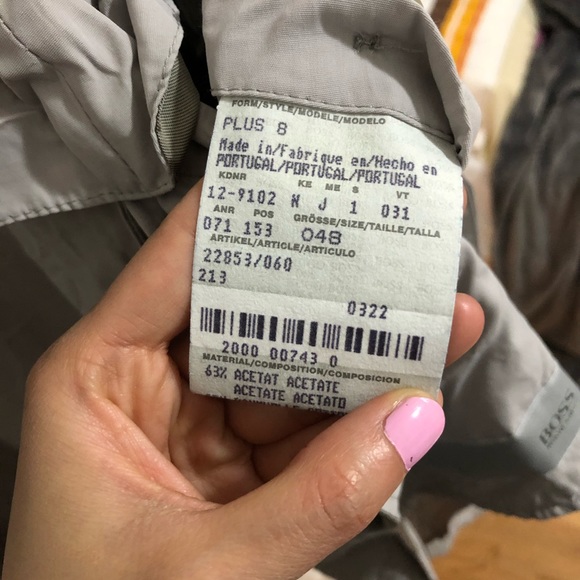 FORM/STYLE/MODELE/MODELO
PLUS 8
Made in/Fabrique en/Hecho en
PORTUGAL/PORTUGAL/PORTUGAL
KDNR KE ME S VT
12-9102 N J 1 031
ANR POS GRÖSSE/SIZE/TAILLE/TALLA
071 153 048
ARTIKEL/ARTICLE/ARTICULO
22853/060
213
0322
2000 00743 0
MATERIAL/COMPOSITION/COMPOSICION
63% ACETAT ACETATE
ACETATE ACETATO
BOSS